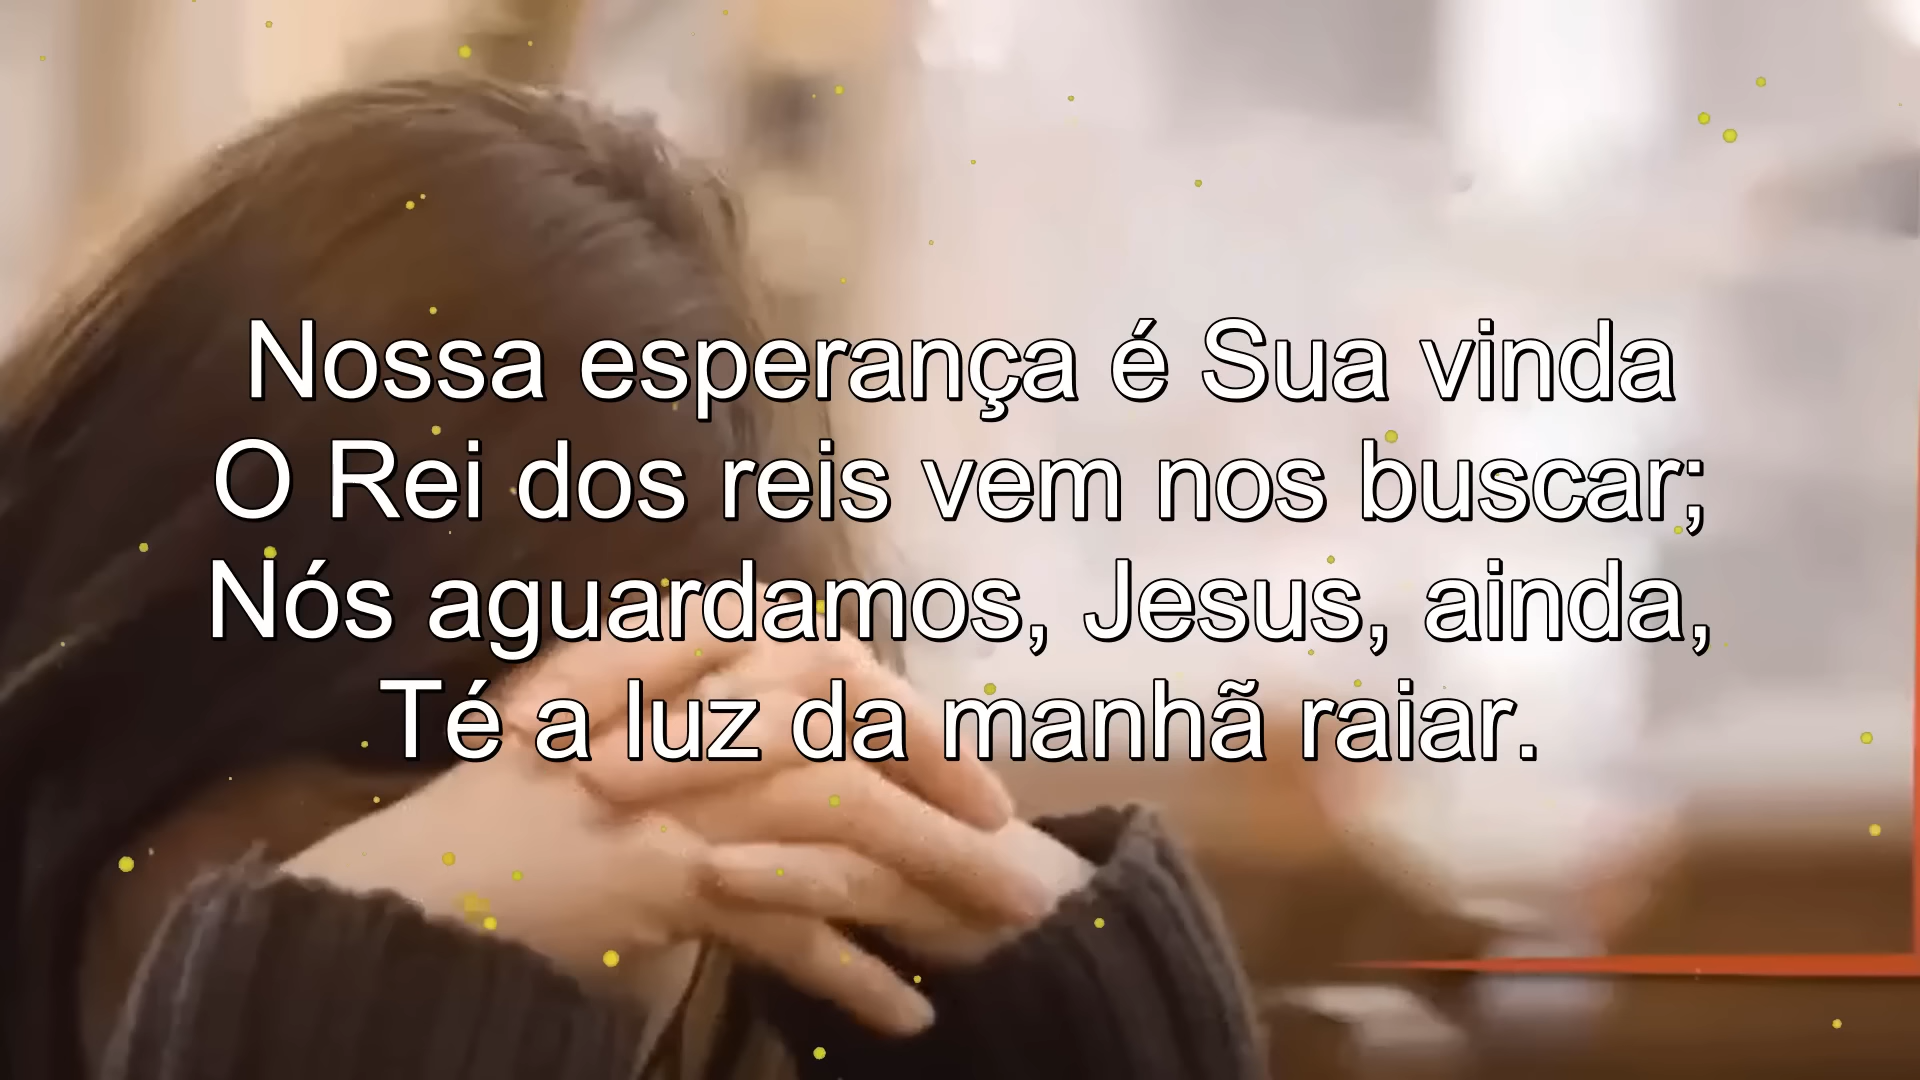 Nossa esperança é Sua vinda
O Rei dos reis vem nos buscar;
Nós aguardamos, Jesus, ainda,
Té a luz da manhã raiar.